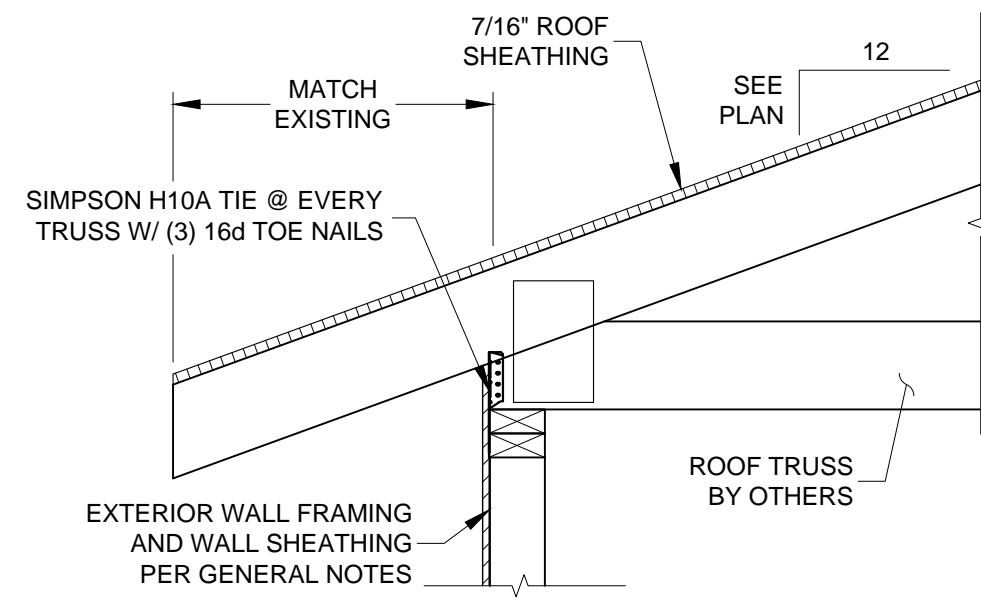 7/16" ROOF
SHEATHING
12
SEE
PLAN
MATCH
EXISTING
SIMPSON H10A TIE @ EVERY
TRUSS W/ (3) 16d TOE NAILS
ROOF TRUSS
BY OTHERS
EXTERIOR WALL FRAMING
AND WALL SHEATHING
PER GENERAL NOTES